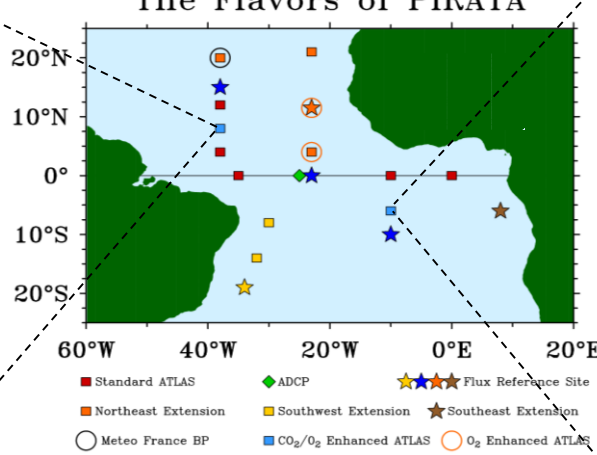 The Flavors of PIRATA
20°N
10°N
0°
10°S
20°S
60°W 40°W 20°W 0°E 20°E
Standard ATLAS ADCP Flux Reference Site
Northeast Extension Southwest Extension Southeast Extension
Meteo France BP CO₂/O₂ Enhanced ATLAS O₂ Enhanced ATLAS